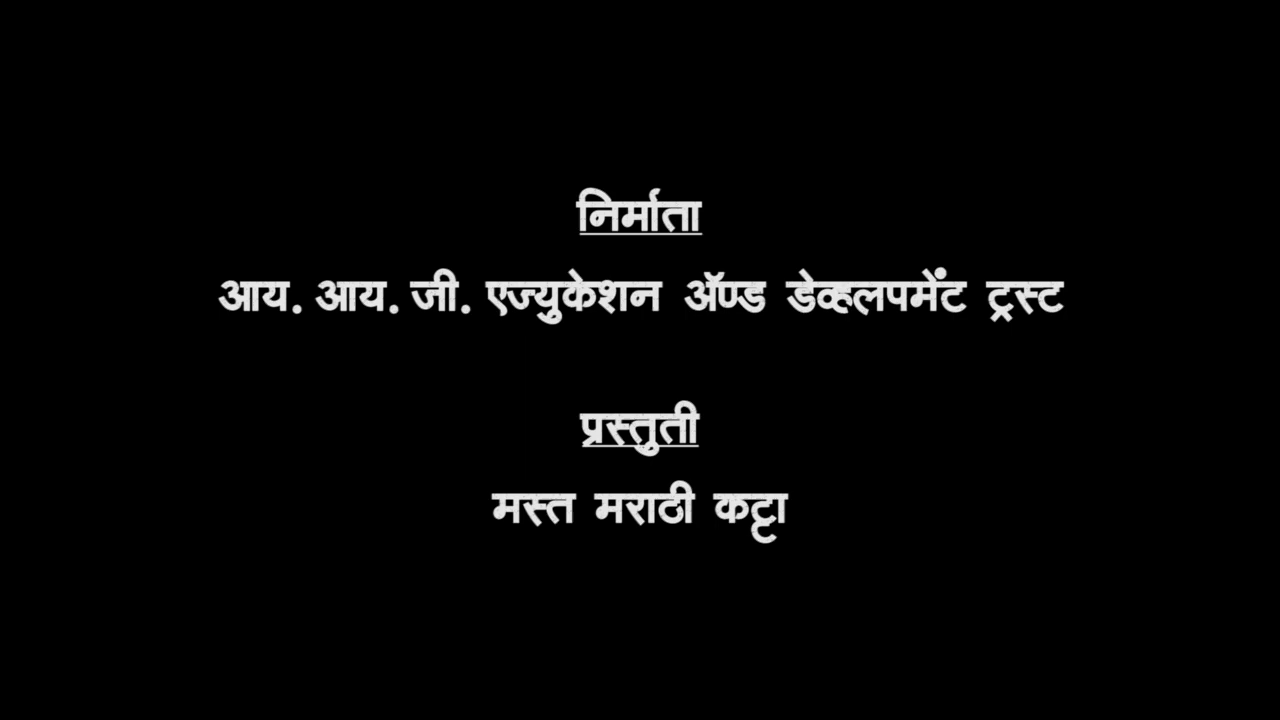 निर्माता
आय. आय. जी. एज्युकेशन ॲण्ड डेव्हलपमेंट ट्रस्ट
प्रस्तुती
मस्त मराठी कट्टा